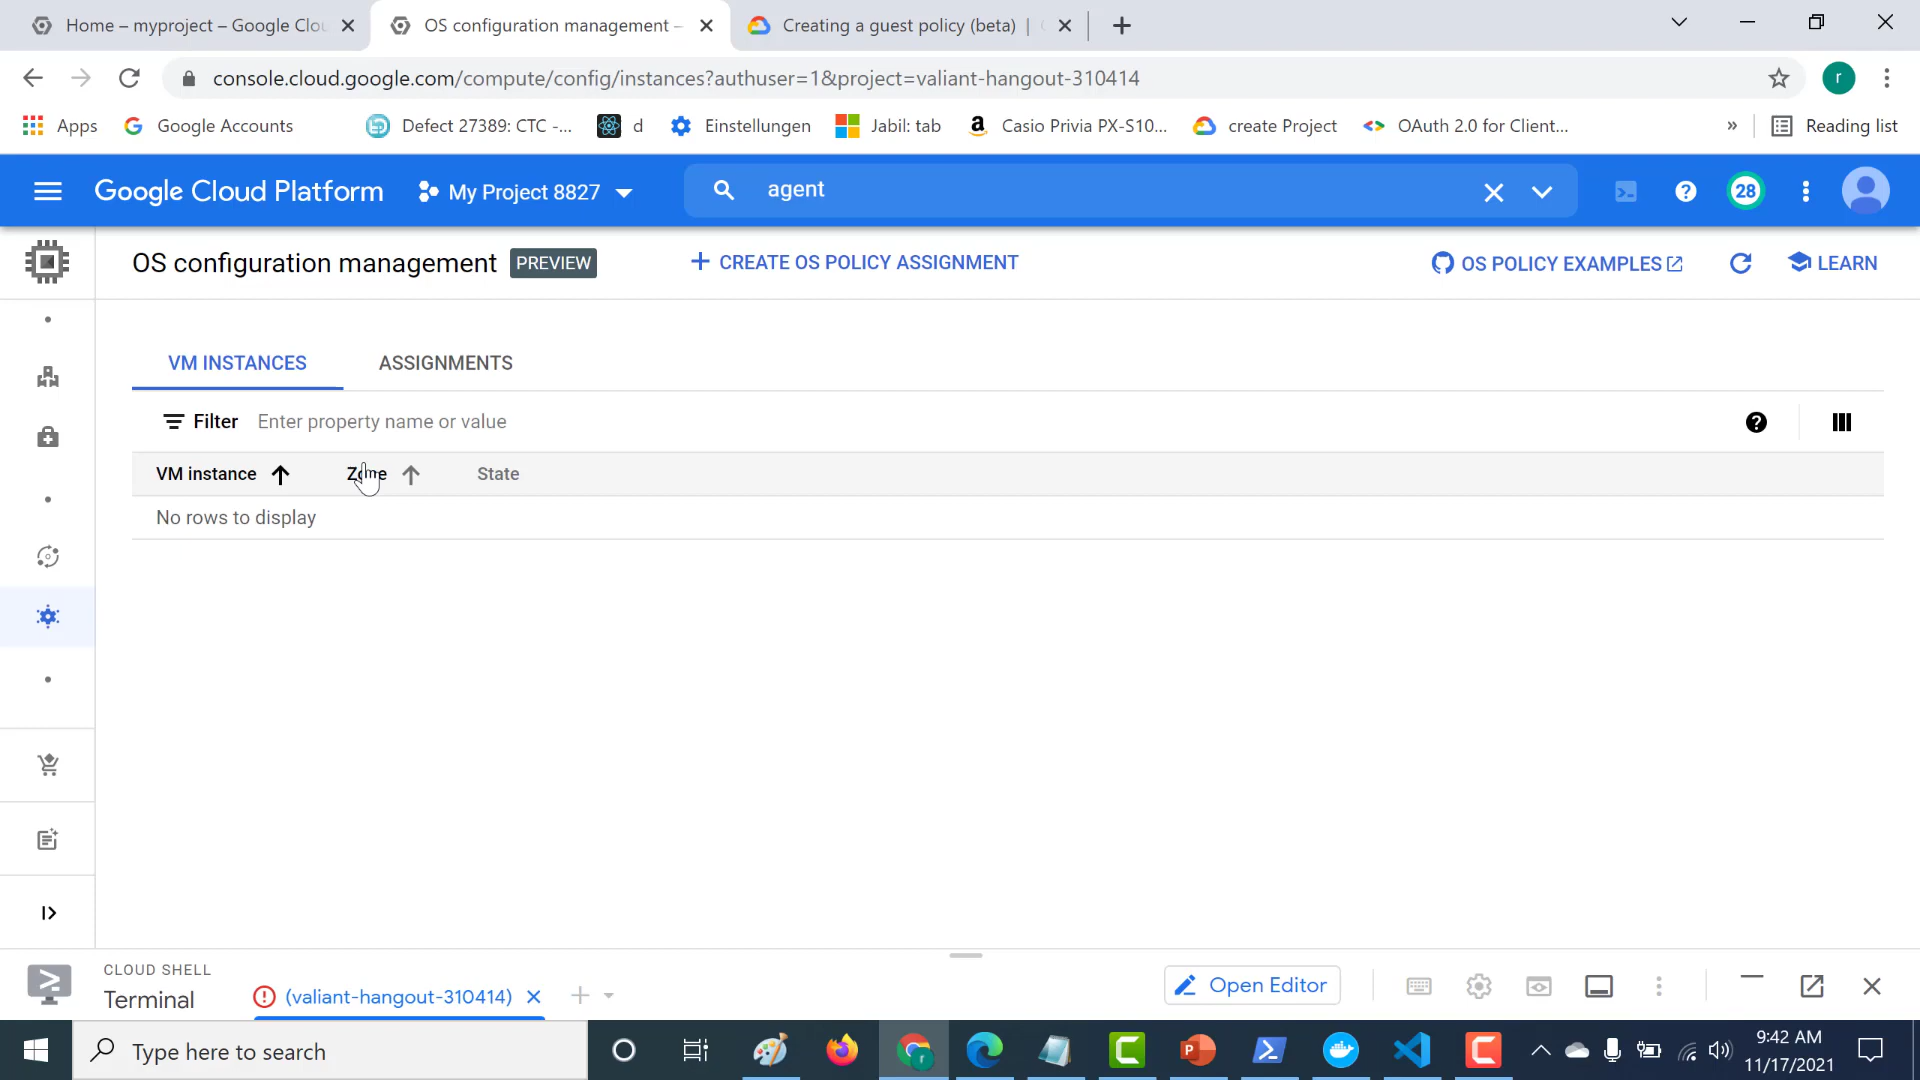 Home – myproject – Google Clou
OS configuration management –
Creating a guest policy (beta) |
console.cloud.google.com/compute/config/instances?authuser=1&project=valiant-hangout-310414
r
Apps
Google Accounts
Defect 27389: CTC -...
d
Einstellungen
Jabil: tab
Casio Privia PX-S10...
create Project
OAuth 2.0 for Client...
»
Reading list
Google Cloud Platform
My Project 8827
agent
28
OS configuration management
PREVIEW
CREATE OS POLICY ASSIGNMENT
OS POLICY EXAMPLES
LEARN
VM INSTANCES
ASSIGNMENTS
Filter
Enter property name or value
VM instance
Zone
State
No rows to display
CLOUD SHELL
Terminal
(valiant-hangout-310414)
Open Editor
Type here to search
9:42 AM
11/17/2021